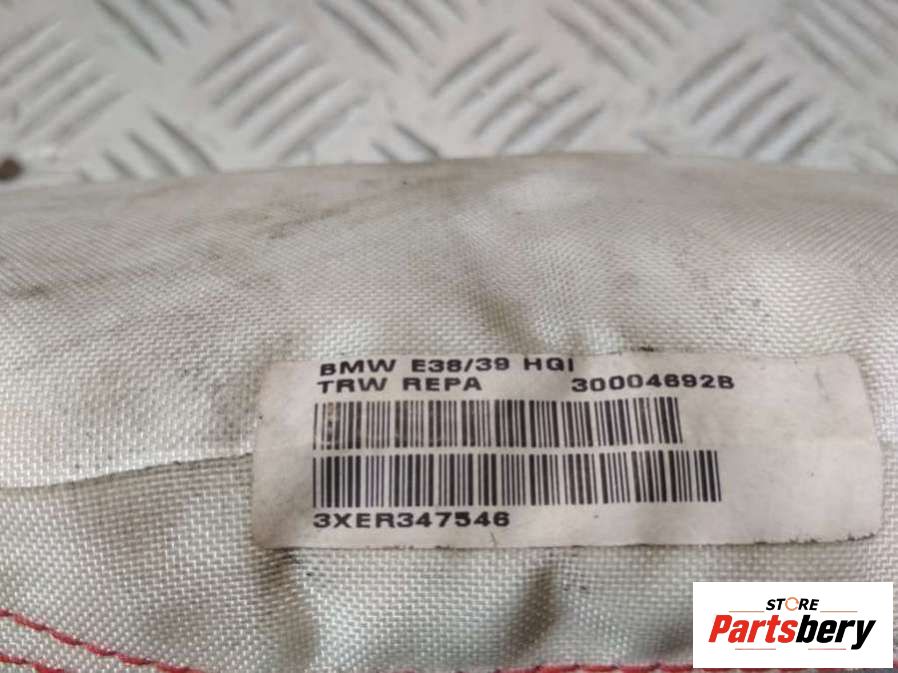 BMW E38/39 HGI
TRW REPA 30004692B
3XER347546
STORE
Partsbery